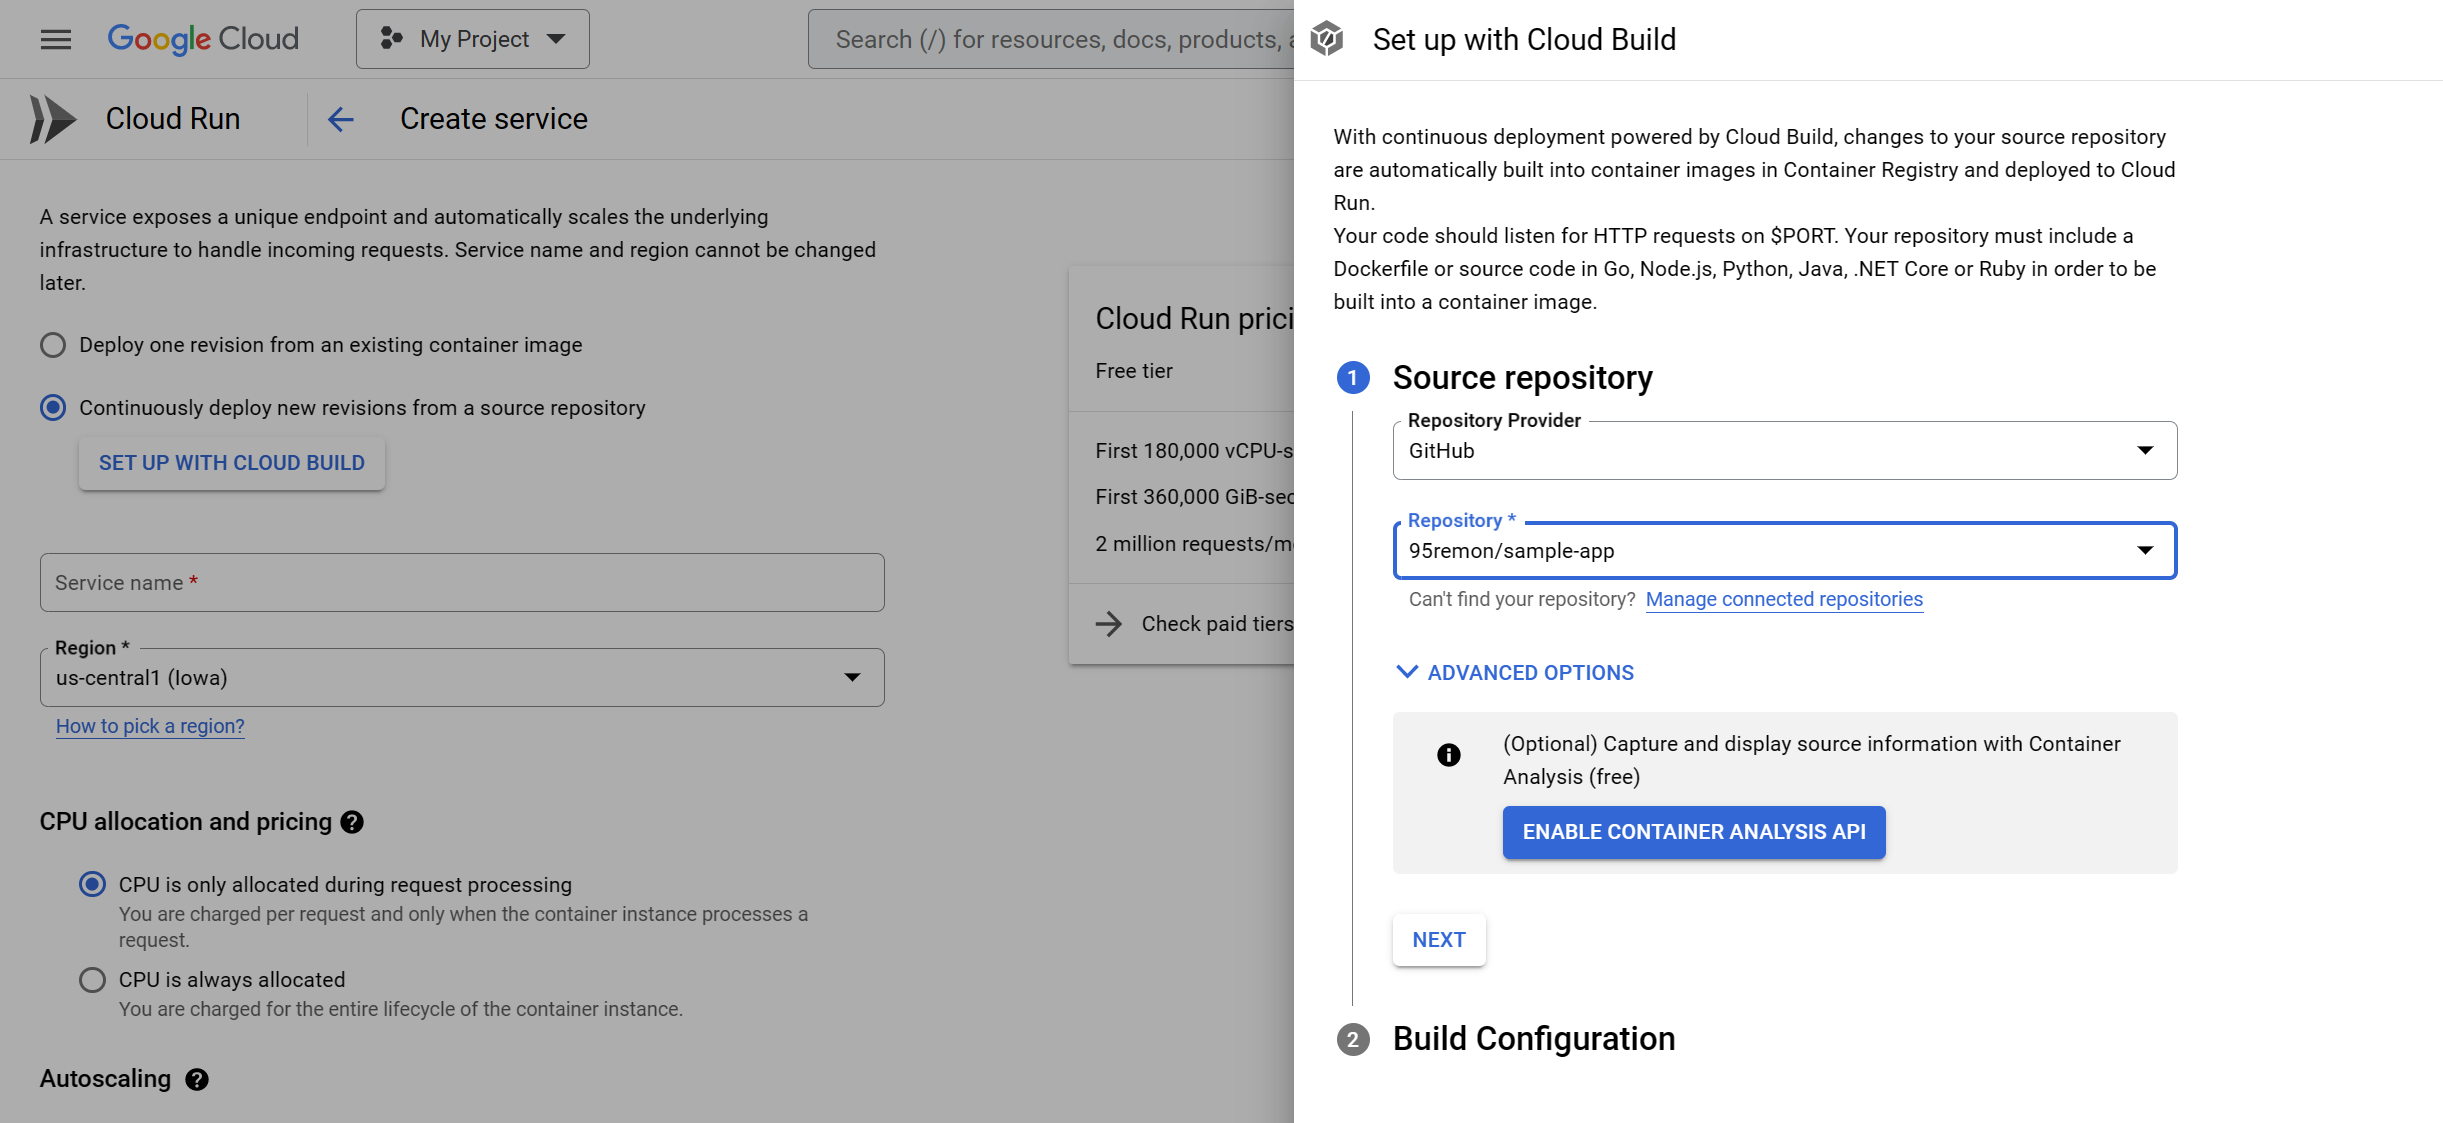 Google Cloud
My Project
Search (/) for resources, docs, products,
Cloud Run
Create service
A service exposes a unique endpoint and automatically scales the underlying
infrastructure to handle incoming requests. Service name and region cannot be changed
later.
Deploy one revision from an existing container image
Continuously deploy new revisions from a source repository
SET UP WITH CLOUD BUILD
Service name *
Region *
us-central1 (Iowa)
How to pick a region?
CPU allocation and pricing
CPU is only allocated during request processing
You are charged per request and only when the container instance processes a
request.
CPU is always allocated
You are charged for the entire lifecycle of the container instance.
Autoscaling
Cloud Run prici
Free tier
First 180,000 vCPU-s
First 360,000 GiB-sec
2 million requests/m
Check paid tiers
Set up with Cloud Build
With continuous deployment powered by Cloud Build, changes to your source repository
are automatically built into container images in Container Registry and deployed to Cloud
Run.
Your code should listen for HTTP requests on $PORT. Your repository must include a
Dockerfile or source code in Go, Node.js, Python, Java, .NET Core or Ruby in order to be
built into a container image.
1 Source repository
Repository Provider
GitHub
Repository *
95remon/sample-app
Can't find your repository? Manage connected repositories
ADVANCED OPTIONS
(Optional) Capture and display source information with Container
Analysis (free)
ENABLE CONTAINER ANALYSIS API
NEXT
2 Build Configuration